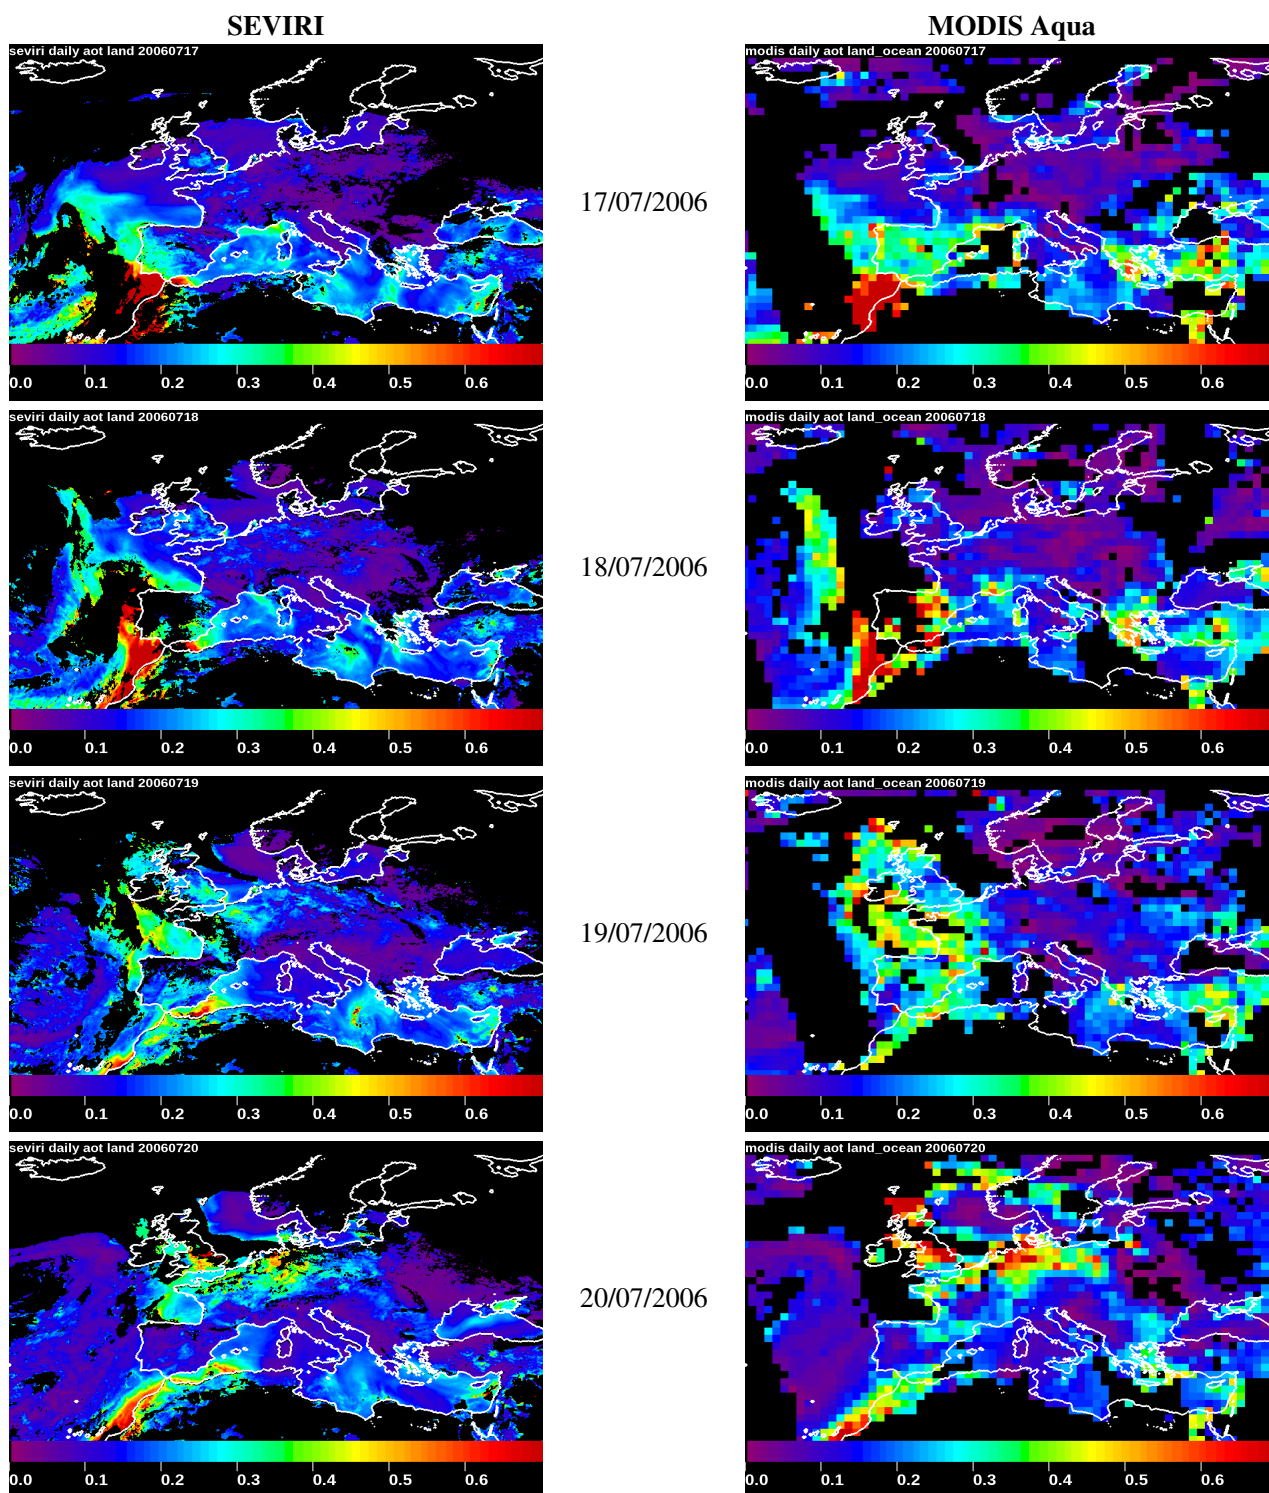 SEVIRI MODIS Aqua
seviri daily aot land 20060717 modis daily aot land_ocean 20060717
17/07/2006
0.0 0.1 0.2 0.3 0.4 0.5 0.6 0.0 0.1 0.2 0.3 0.4 0.5 0.6
seviri daily aot land 20060718 modis daily aot land_ocean 20060718
18/07/2006
0.0 0.1 0.2 0.3 0.4 0.5 0.6 0.0 0.1 0.2 0.3 0.4 0.5 0.6
seviri daily aot land 20060719 modis daily aot land_ocean 20060719
19/07/2006
0.0 0.1 0.2 0.3 0.4 0.5 0.6 0.0 0.1 0.2 0.3 0.4 0.5 0.6
seviri daily aot land 20060720 modis daily aot land_ocean 20060720
20/07/2006
0.0 0.1 0.2 0.3 0.4 0.5 0.6 0.0 0.1 0.2 0.3 0.4 0.5 0.6